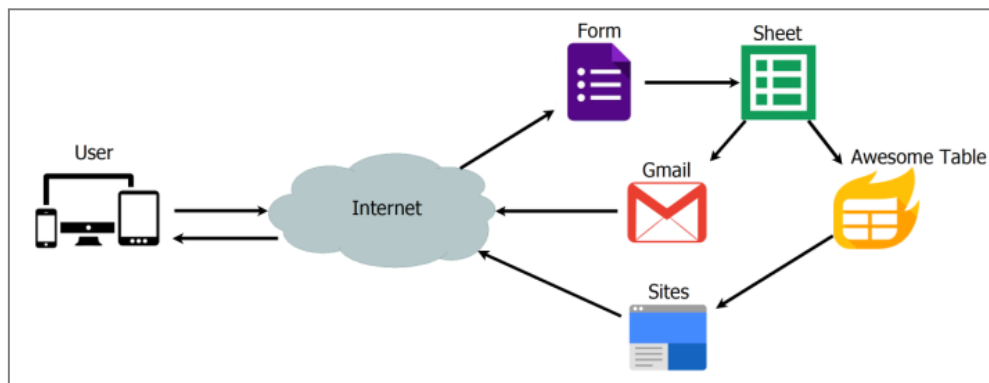 Form
Sheet
User
Gmail
Awesome Table
Internet
Sites